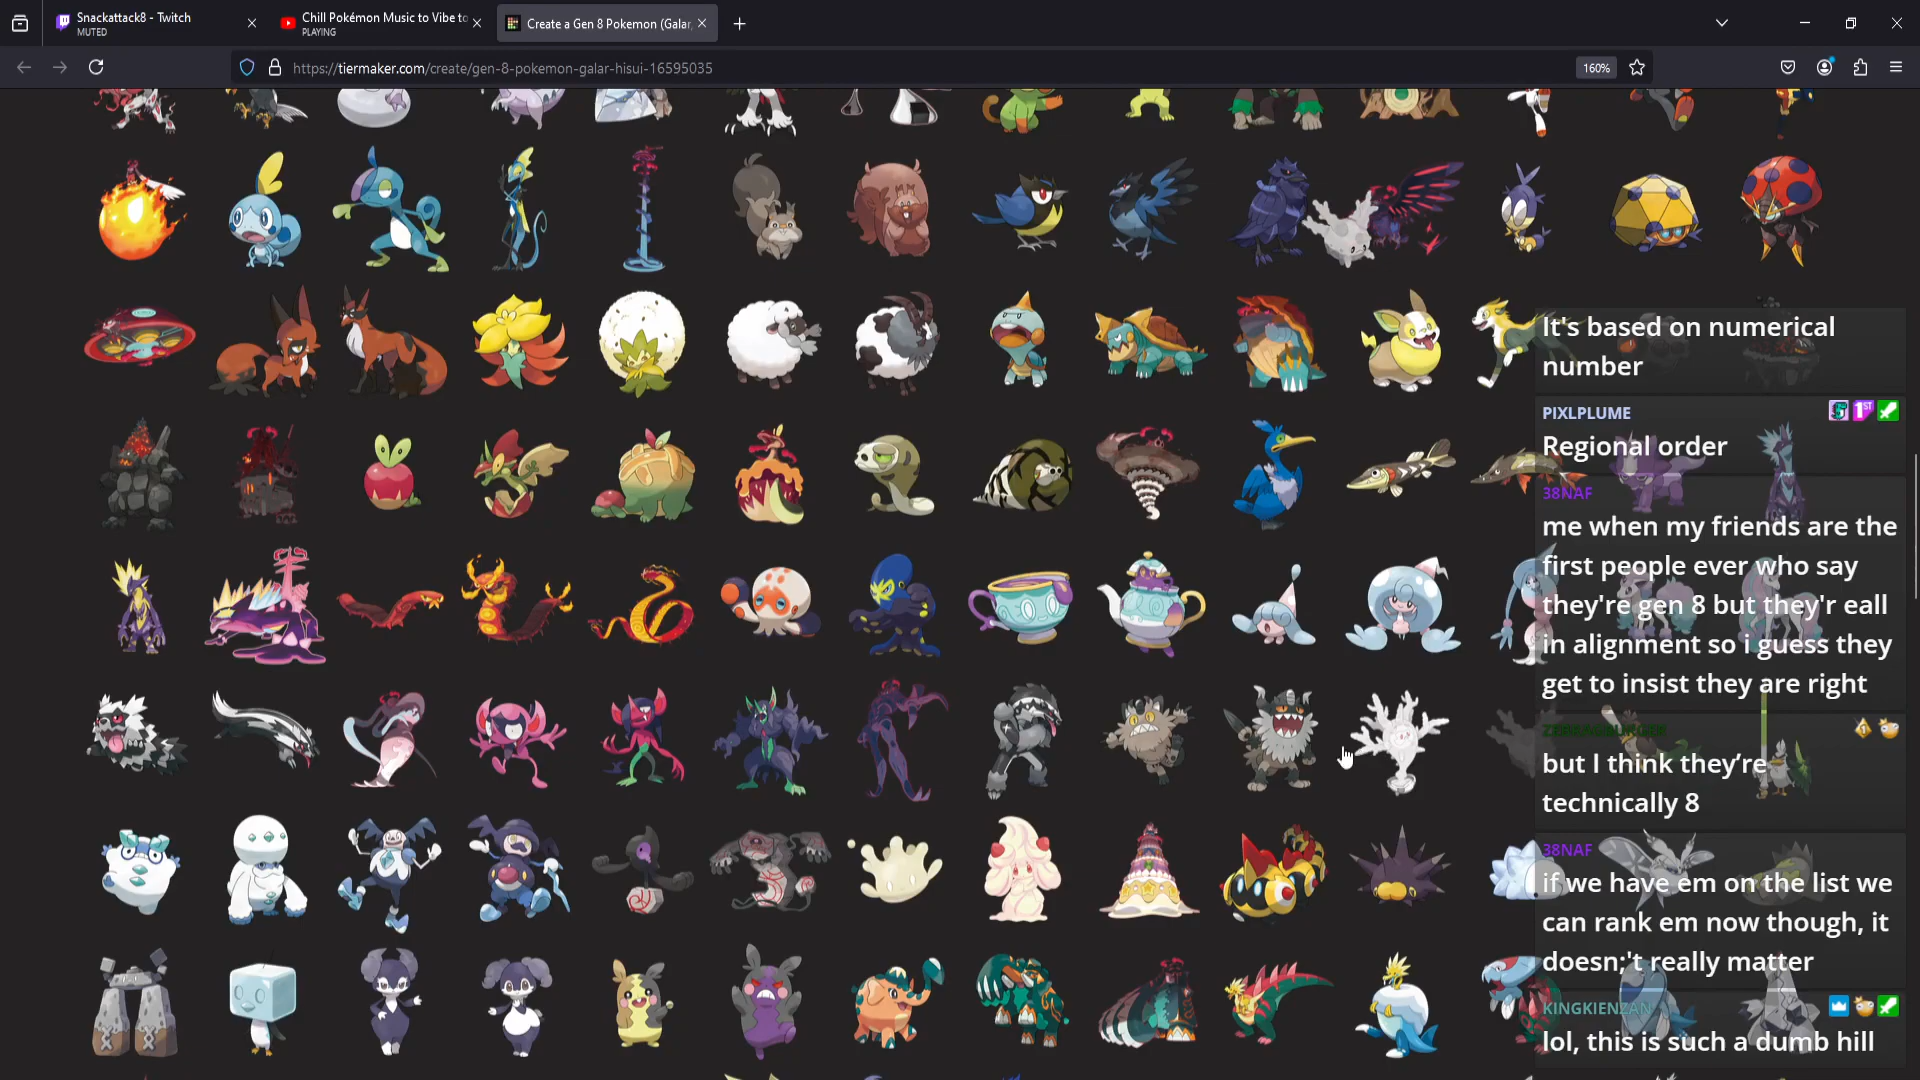 Snackattack8 - Twitch
MUTED
Chill Pokémon Music to Vibe to
PLAYING
Create a Gen 8 Pokemon (Galar,
https://tiermaker.com/create/gen-8-pokemon-galar-hisui-16595035
160%
It's based on numerical
number
PIXLPLUME
1ST
Regional order
38NAF
me when my friends are the
first people ever who say
they're gen 8 but they'r eall
in alignment so i guess they
get to insist they are right
but I think they're
technically 8
38NAF
if we have em on the list we
can rank em now though, it
doesn;'t really matter
KINGKIENZAN
lol, this is such a dumb hill